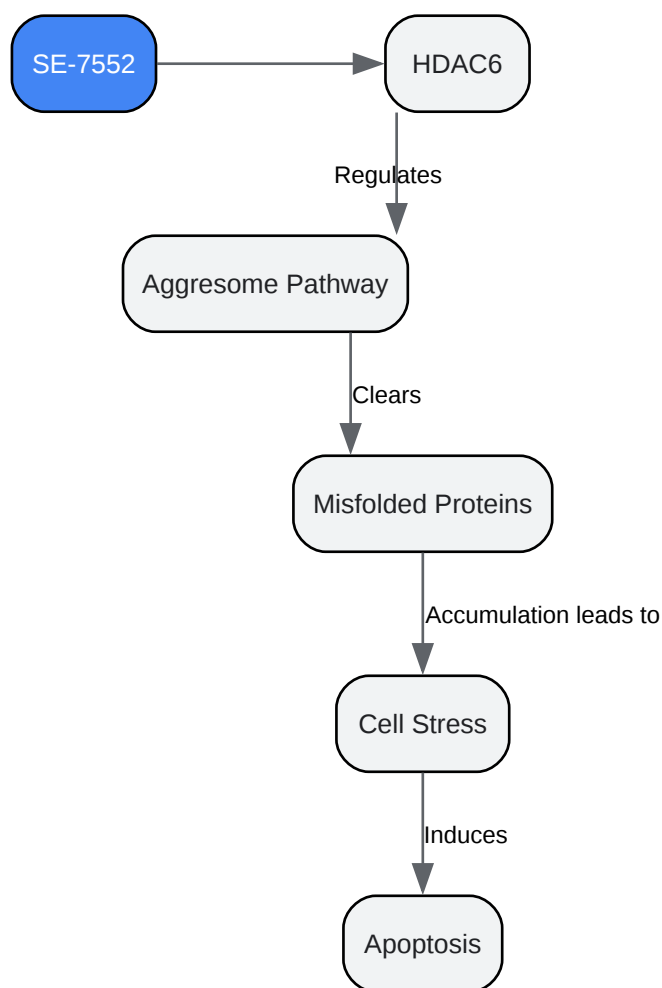 SE-7552
HDAC6
Regulates
Aggresome Pathway
Clears
Misfolded Proteins
Accumulation leads to
Cell Stress
Induces
Apoptosis